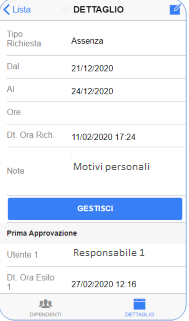 Lista
DETTAGLIO
Tipo
Richiesta
Assenza
Dal
21/12/2020
Al
24/12/2020
Ore
Dt. Ora Rich.
11/02/2020 17:24
Note
Motivi personali
GESTISCI
Prima Approvazione
Utente 1
Responsabile 1
Dt. Ora Esito
1
27/02/2020 12:16
DIPENDENTI
DETTAGLIO